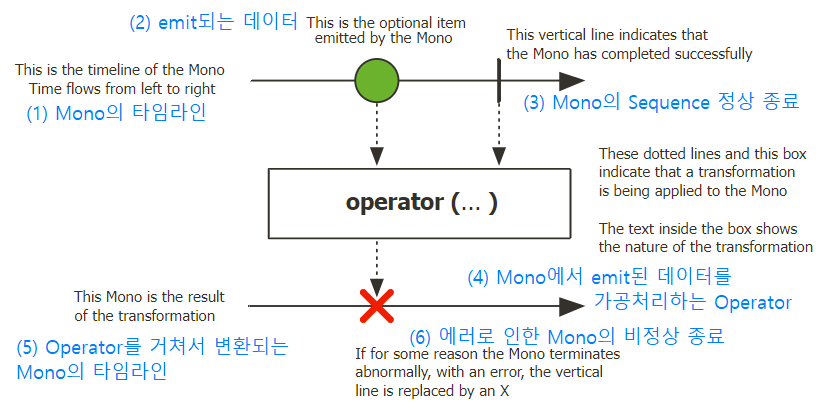 (2) emit되는 데이터
This is the optional item
emitted by the Mono
This vertical line indicates that
the Mono has completed successfully
This is the timeline of the Mono
Time flows from left to right
(1) Mono의 타임라인
(3) Mono의 Sequence 정상 종료
These dotted lines and this box
indicate that a transformation
is being applied to the Mono
operator (... )
The text inside the box shows
the nature of the transformation
(4) Mono에서 emit된 데이터를
가공처리하는 Operator
This Mono is the result
of the transformation
(5) Operator를 거쳐서 변환되는
Mono의 타임라인
(6) 에러로 인한 Mono의 비정상 종료
If for some reason the Mono terminates
abnormally, with an error, the vertical
line is replaced by an X